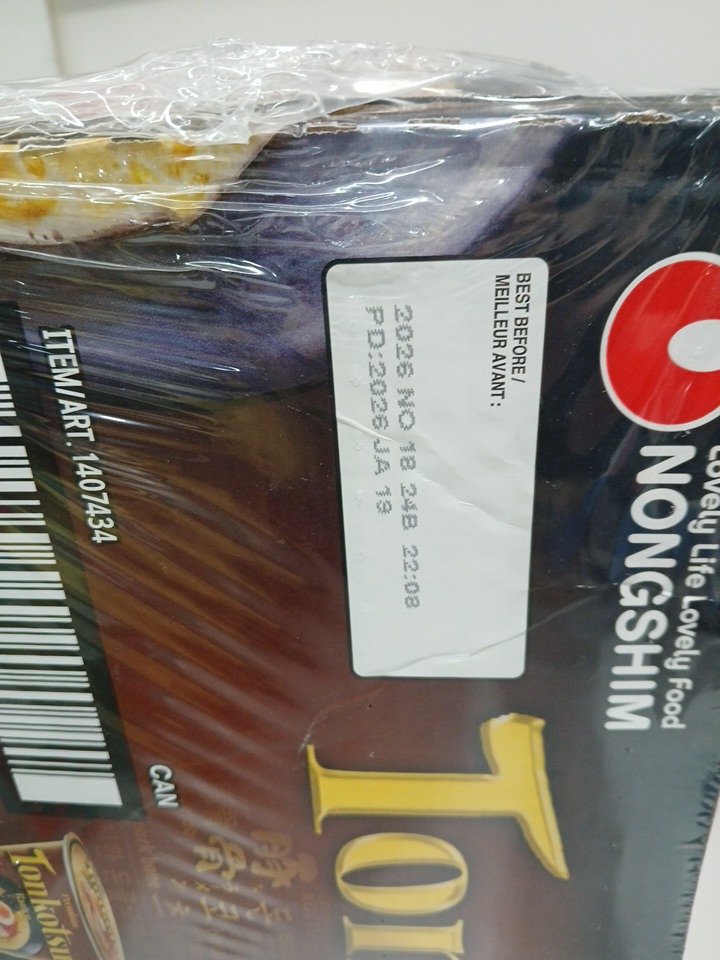 Lovely Life Lovely Food
NONGSHIM
BEST BEFORE /
MEILLEUR AVANT :
2026 NO 18 24B 22:08
PD:2026 JA 19
ITEM/ART. 1407434
CAN
Tonkotsu